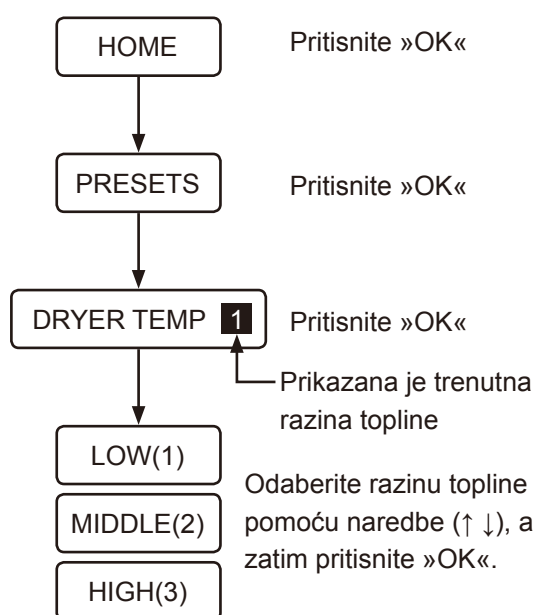 HOME
Pritisnite »OK«
PRESETS
Pritisnite »OK«
DRYER TEMP 1
Pritisnite »OK«
Prikazana je trenutna
razina topline
LOW(1)
MIDDLE(2)
HIGH(3)
Odaberite razinu topline
pomoću naredbe (↑ ↓), a
zatim pritisnite »OK«.